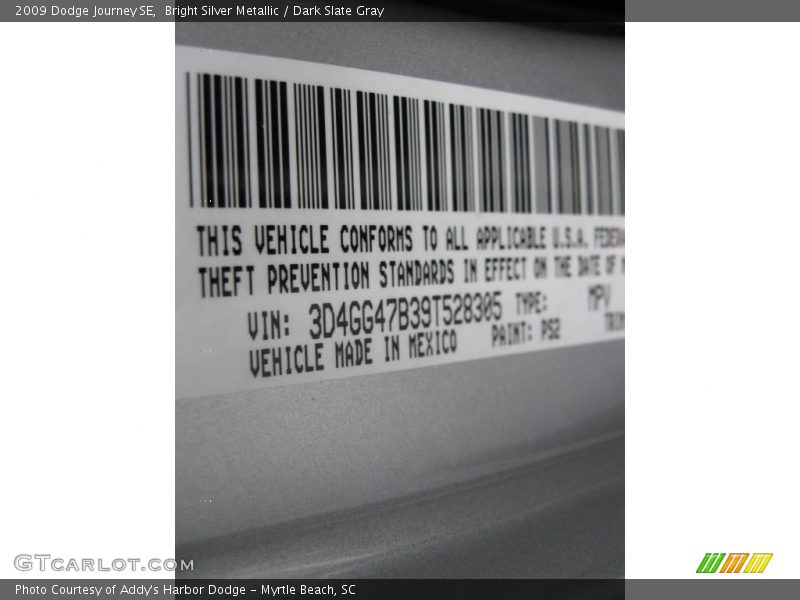 2009 Dodge Journey SE, Bright Silver Metallic / Dark Slate Gray
THIS VEHICLE CONFORMS TO ALL APPLICABLE U.S.A. FEDERA
THEFT PREVENTION STANDARDS IN EFFECT ON THE DATE OF
VIN: 3D4GG47B39T528305 TYPE: MPV
VEHICLE MADE IN MEXICO PAINT: PS2 TRIM
GTCARLOT.COM
Photo Courtesy of Addy's Harbor Dodge - Myrtle Beach, SC